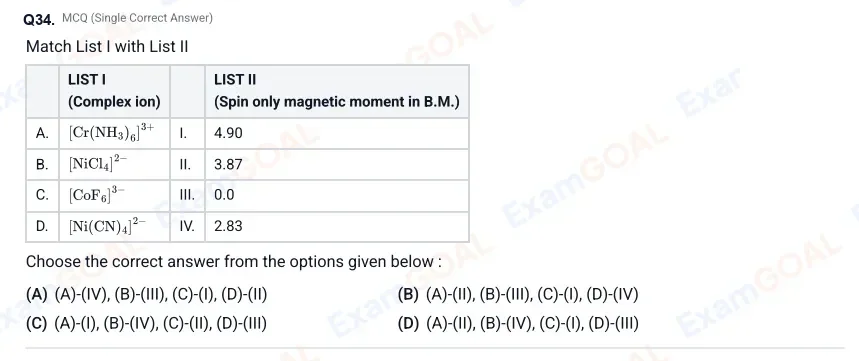 Q34. MCQ (Single Correct Answer)
Match List I with List II
LIST I (Complex ion) LIST II (Spin only magnetic moment in B.M.)
A. [Cr(NH₃)₆]³⁺ I. 4.90
B. [NiCl₄]²⁻ II. 3.87
C. [CoF₆]³⁻ III. 0.0
D. [Ni(CN)₄]²⁻ IV. 2.83
Choose the correct answer from the options given below :
(A) (A)-(IV), (B)-(III), (C)-(I), (D)-(II) (B) (A)-(II), (B)-(III), (C)-(I), (D)-(IV)
(C) (A)-(I), (B)-(IV), (C)-(II), (D)-(III) (D) (A)-(II), (B)-(IV), (C)-(I), (D)-(III)
ExamGOAL